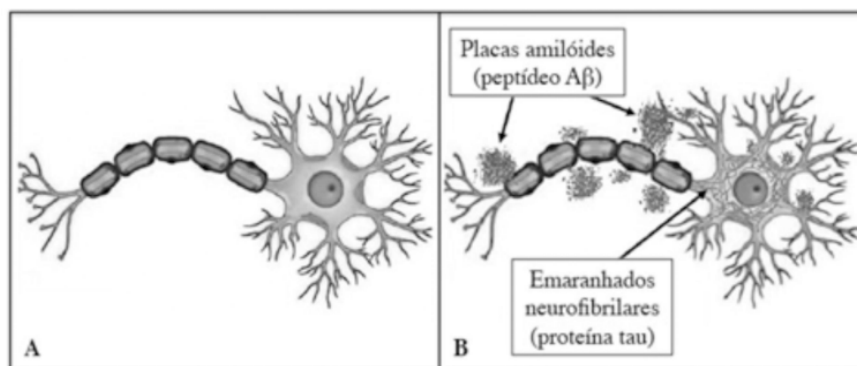 Placas amilóides
(peptídeo Aβ)
Emaranhados
neurofibrilares
(proteína tau)
A
B